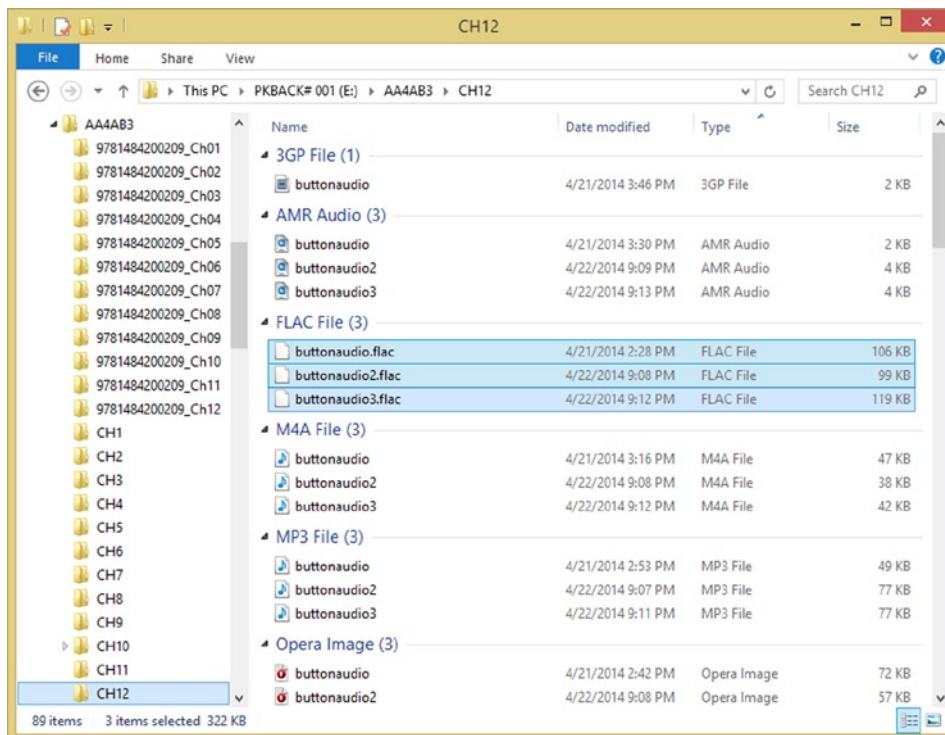 CH12
File Home Share View
This PC PKBACK# 001 (E:) AA4AB3 CH12 Search CH12
AA4AB3
9781484200209_Ch01
9781484200209_Ch02
9781484200209_Ch03
9781484200209_Ch04
9781484200209_Ch05
9781484200209_Ch06
9781484200209_Ch07
9781484200209_Ch08
9781484200209_Ch09
9781484200209_Ch10
9781484200209_Ch11
9781484200209_Ch12
CH1
CH2
CH3
CH4
CH5
CH6
CH7
CH8
CH9
CH10
CH11
CH12
Name Date modified Type Size
3GP File (1)
buttonaudio 4/21/2014 3:46 PM 3GP File 2 KB
AMR Audio (3)
buttonaudio 4/21/2014 3:30 PM AMR Audio 2 KB
buttonaudio2 4/22/2014 9:09 PM AMR Audio 4 KB
buttonaudio3 4/22/2014 9:13 PM AMR Audio 4 KB
FLAC File (3)
buttonaudio.flac 4/21/2014 2:28 PM FLAC File 106 KB
buttonaudio2.flac 4/22/2014 9:08 PM FLAC File 99 KB
buttonaudio3.flac 4/22/2014 9:12 PM FLAC File 119 KB
M4A File (3)
buttonaudio 4/21/2014 3:16 PM M4A File 47 KB
buttonaudio2 4/22/2014 9:08 PM M4A File 38 KB
buttonaudio3 4/22/2014 9:12 PM M4A File 42 KB
MP3 File (3)
buttonaudio 4/21/2014 2:53 PM MP3 File 49 KB
buttonaudio2 4/22/2014 9:07 PM MP3 File 77 KB
buttonaudio3 4/22/2014 9:11 PM MP3 File 77 KB
Opera Image (3)
buttonaudio 4/21/2014 2:42 PM Opera Image 72 KB
buttonaudio2 4/22/2014 9:08 PM Opera Image 57 KB
89 items 3 items selected 322 KB